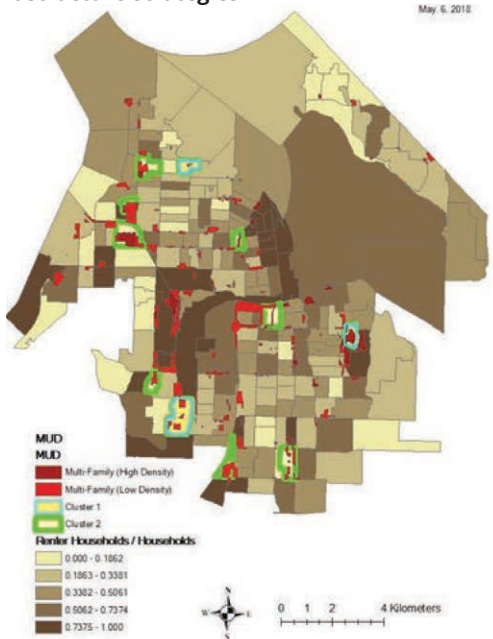 May. 6. 2018
MUD
MUD
Multi-Family (High Density)
Multi-Family (Low Density)
Cluster 1
Cluster 2
Renter Households / Households
0.000 - 0.1862
0.1863 - 0.3381
0.3382 - 0.5061
0.5062 - 0.7374
0.7375 - 1.000
N
W
E
S
0 1 2 4 Kilometers